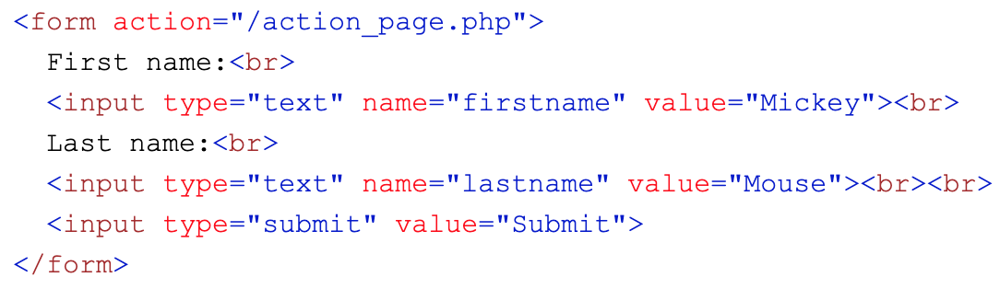 <form action="/action_page.php">
  First name:<br>
  <input type="text" name="firstname" value="Mickey"><br>
  Last name:<br>
  <input type="text" name="lastname" value="Mouse"><br><br>
  <input type="submit" value="Submit">
</form>